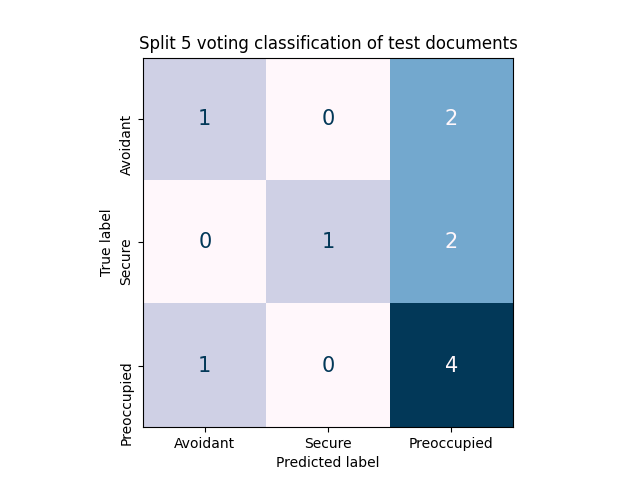 Split 5 voting classification of test documents
True label
Avoidant
1 0 2
Secure
0 1 2
Preoccupied
1 0 4
Avoidant Secure Preoccupied
Predicted label